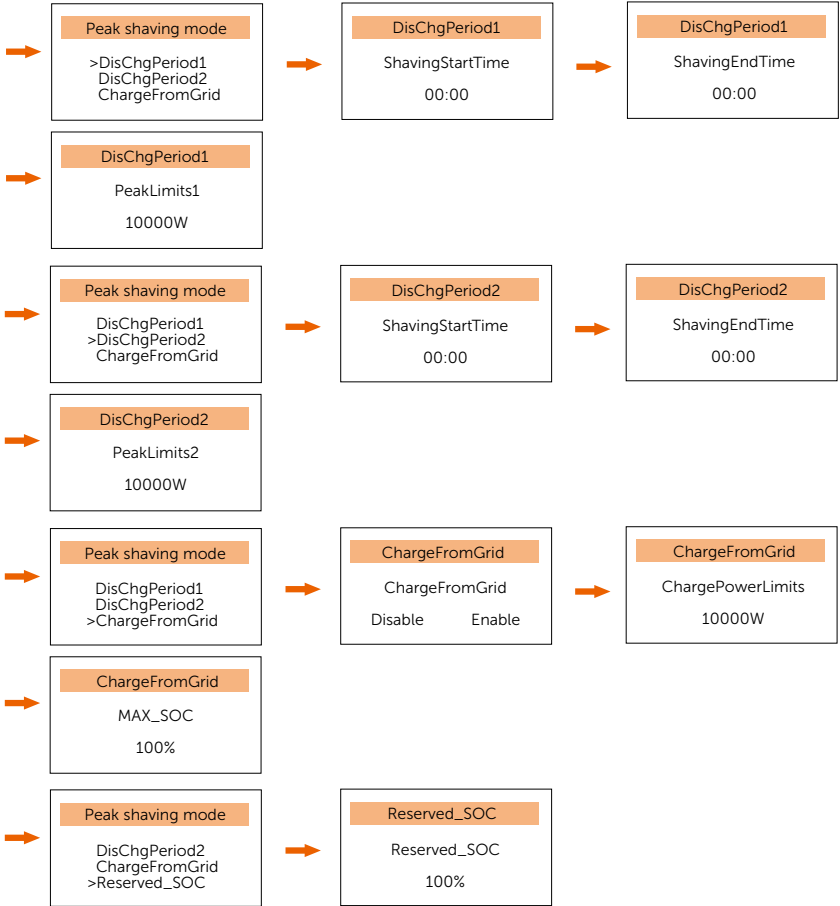 Peak shaving mode
>DisChgPeriod1
DisChgPeriod2
ChargeFromGrid
DisChgPeriod1
ShavingStartTime
00:00
DisChgPeriod1
ShavingEndTime
00:00
DisChgPeriod1
PeakLimits1
10000W
Peak shaving mode
DisChgPeriod1
>DisChgPeriod2
ChargeFromGrid
DisChgPeriod2
ShavingStartTime
00:00
DisChgPeriod2
ShavingEndTime
00:00
DisChgPeriod2
PeakLimits2
10000W
Peak shaving mode
DisChgPeriod1
DisChgPeriod2
>ChargeFromGrid
ChargeFromGrid
ChargeFromGrid
Disable Enable
ChargeFromGrid
ChargePowerLimits
10000W
ChargeFromGrid
MAX_SOC
100%
Peak shaving mode
DisChgPeriod2
ChargeFromGrid
>Reserved_SOC
Reserved_SOC
Reserved_SOC
100%